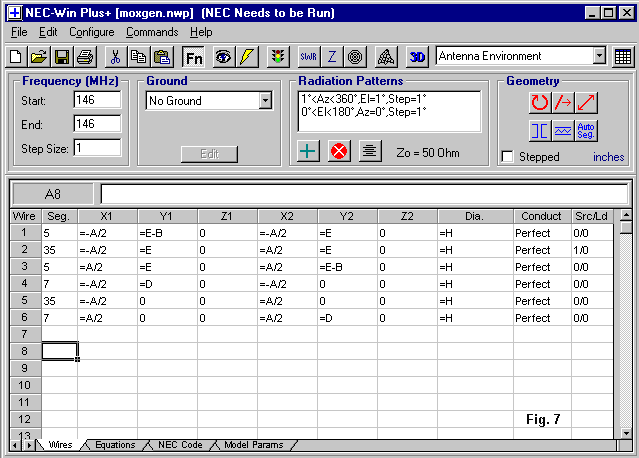 NEC-Win Plus+ [moxgen.nwp] (NEC Needs to be Run)
File Edit Configure Commands Help
Fn SWR Z 3D Antenna Environment
Frequency (MHz)
Start: 146
End: 146
Step Size: 1
Ground
No Ground
Edit
Radiation Patterns
1°<Az<360°,El=1°,Step=1°
0°<El<180°,Az=0°,Step=1°
Zo = 50 Ohm
Geometry
Auto Seg.
Stepped inches
A8
Wire Seg. X1 Y1 Z1 X2 Y2 Z2 Dia. Conduct Src/Ld
1 5 =-A/2 =E-B 0 =-A/2 =E 0 =H Perfect 0/0
2 35 =-A/2 =E 0 =A/2 =E 0 =H Perfect 1/0
3 5 =A/2 =E 0 =A/2 =E-B 0 =H Perfect 0/0
4 7 =-A/2 =D 0 =-A/2 0 0 =H Perfect 0/0
5 35 =-A/2 0 0 =A/2 0 0 =H Perfect 0/0
6 7 =A/2 0 0 =A/2 =D 0 =H Perfect 0/0
7
8
9
10
11
12 Fig. 7
13
Wires Equations NEC Code Model Params